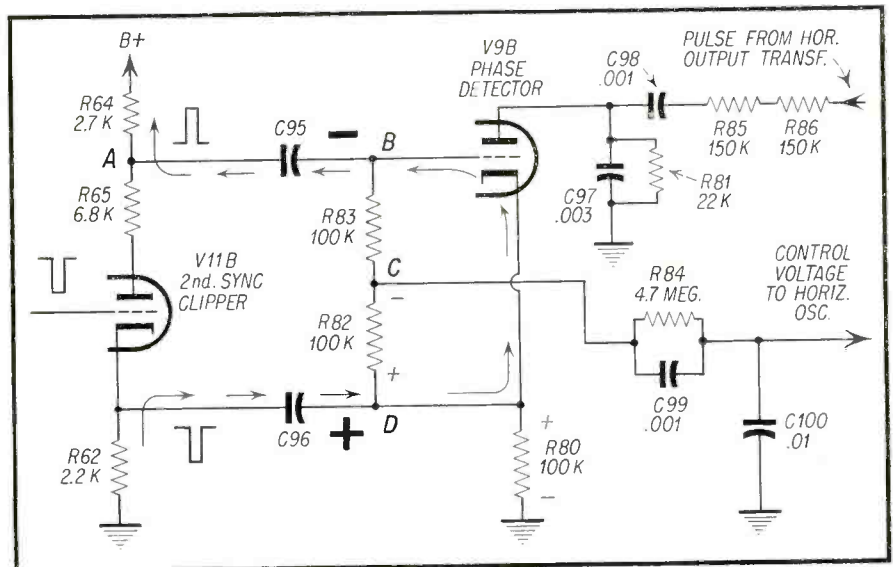 B+
R64
2.7 K
A
R65
6.8 K
V11B
2nd. SYNC
CLIPPER
R62
2.2 K
C95
−
B
R83
100 K
C
−
R82
100 K
+
D
C96
+
V9B
PHASE
DETECTOR
C98
.001
PULSE FROM HOR.
OUTPUT TRANSF.
R85
150 K
R86
150 K
C97
.003
R81
22 K
R84
4.7 MEG.
C99
.001
CONTROL
VOLTAGE
TO HORIZ.
OSC.
C100
.01
+
R80
100 K
−